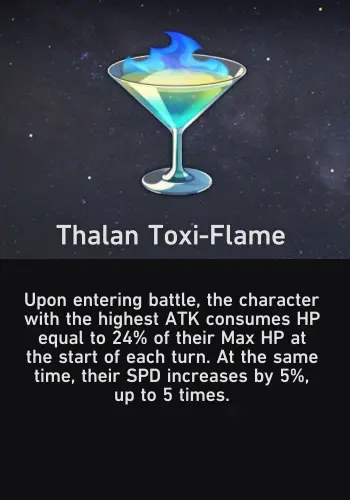 Thalan Toxi-Flame
Upon entering battle, the character
with the highest ATK consumes HP
equal to 24% of their Max HP at
the start of each turn. At the same
time, their SPD increases by 5%,
up to 5 times.